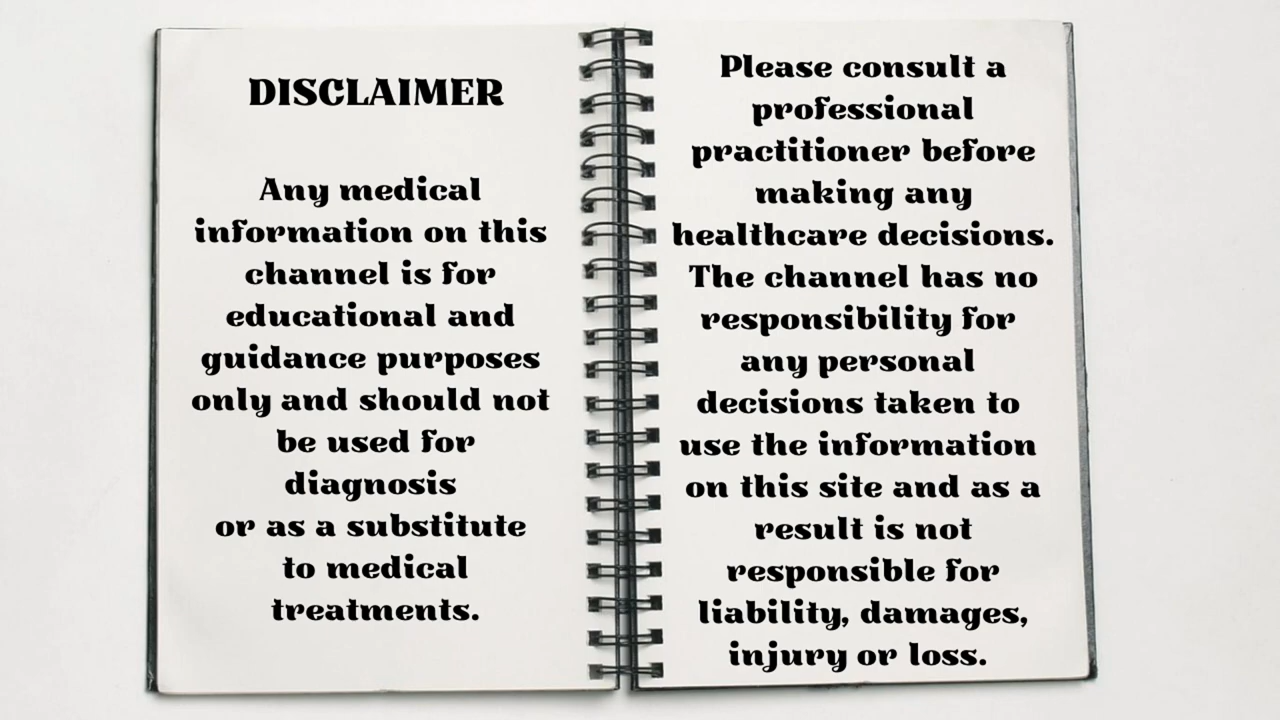 DISCLAIMER
Any medical
information on this
channel is for
educational and
guidance purposes
only and should not
be used for
diagnosis
or as a substitute
to medical
treatments.
Please consult a
professional
practitioner before
making any
healthcare decisions.
The channel has no
responsibility for
any personal
decisions taken to
use the information
on this site and as a
result is not
responsible for
liability, damages,
injury or loss.